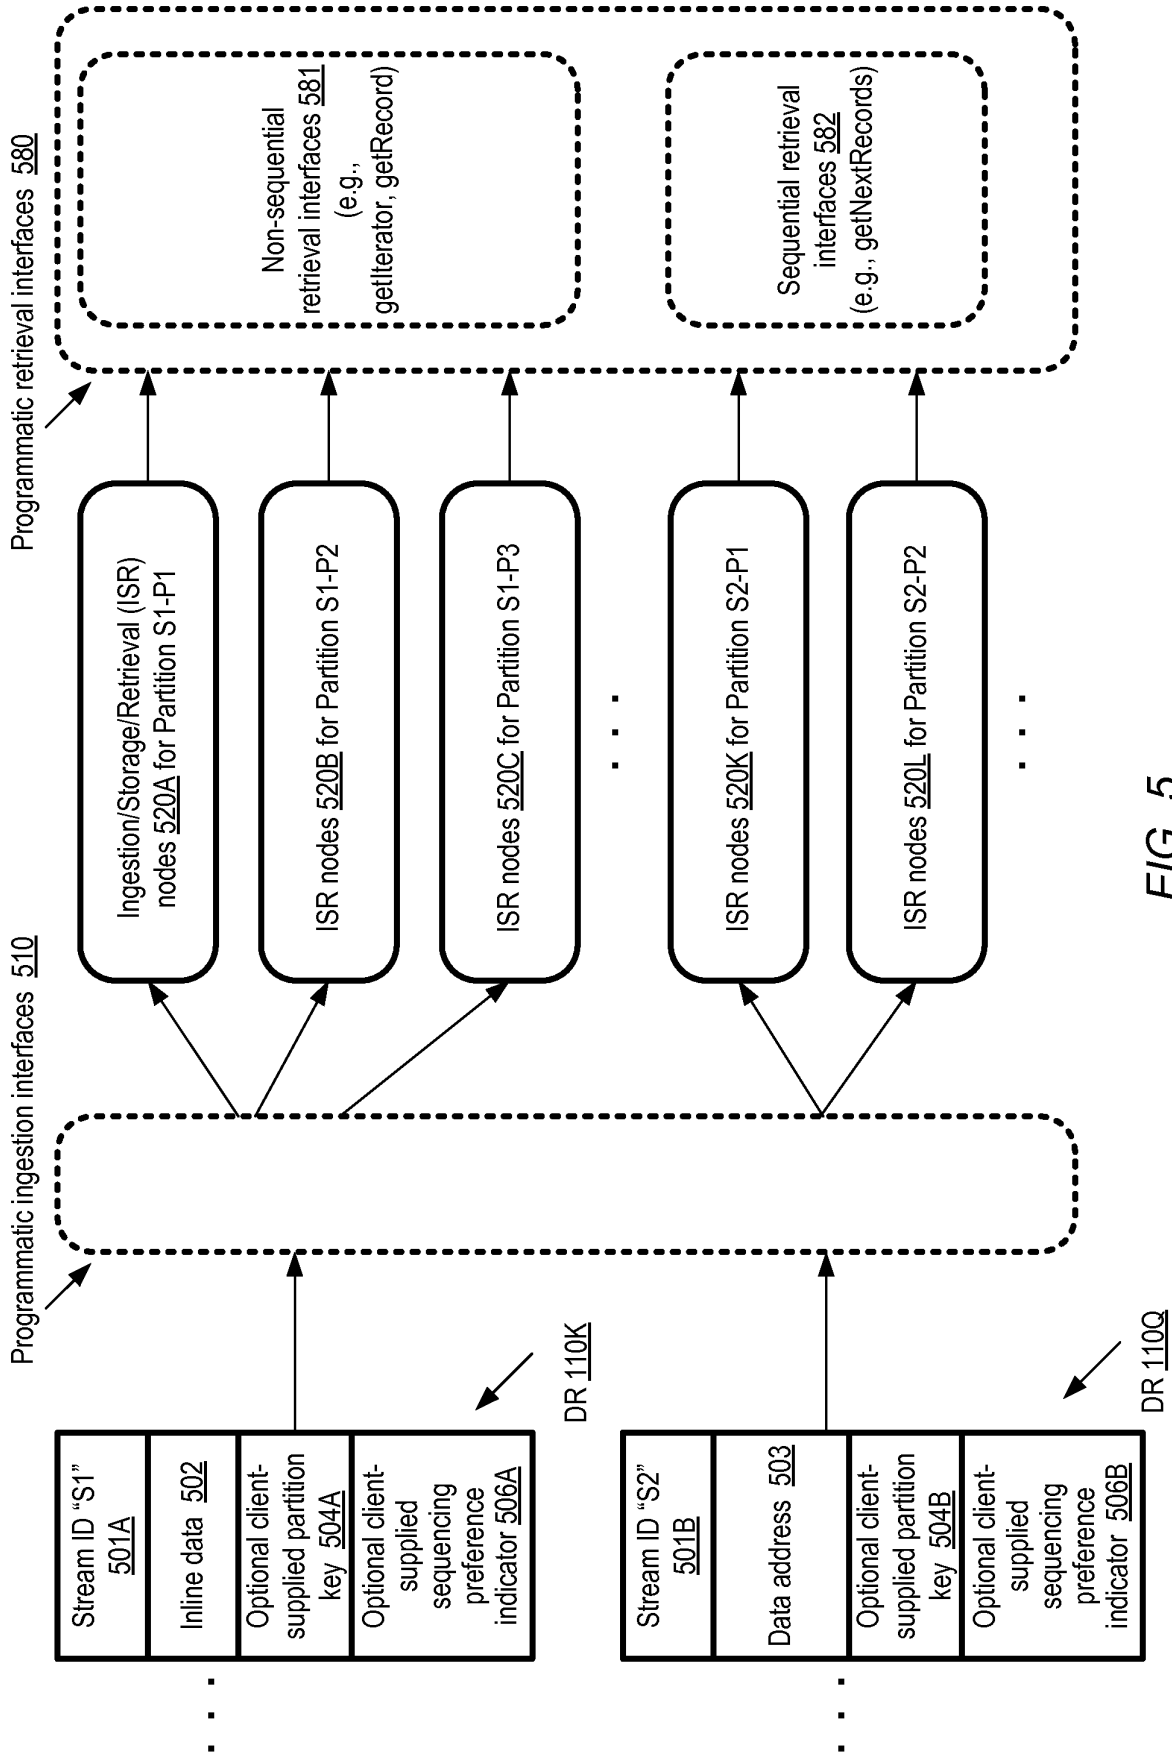 Programmatic ingestion interfaces 510
Programmatic retrieval interfaces 580
Stream ID “S1”
501A
Inline data 502
Optional client-
supplied partition
key 504A
Optional client-
supplied
sequencing
preference
indicator 506A
DR 110K
Stream ID “S2”
501B
Data address 503
Optional client-
supplied partition
key 504B
Optional client-
supplied
sequencing
preference
indicator 506B
DR 110Q
Ingestion/Storage/Retrieval (ISR)
nodes 520A for Partition S1-P1
ISR nodes 520B for Partition S1-P2
ISR nodes 520C for Partition S1-P3
ISR nodes 520K for Partition S2-P1
ISR nodes 520L for Partition S2-P2
Non-sequential
retrieval interfaces 581
(e.g.,
getIterator, getRecord)
Sequential retrieval
interfaces 582
(e.g., getNextRecords)
FIG. 5